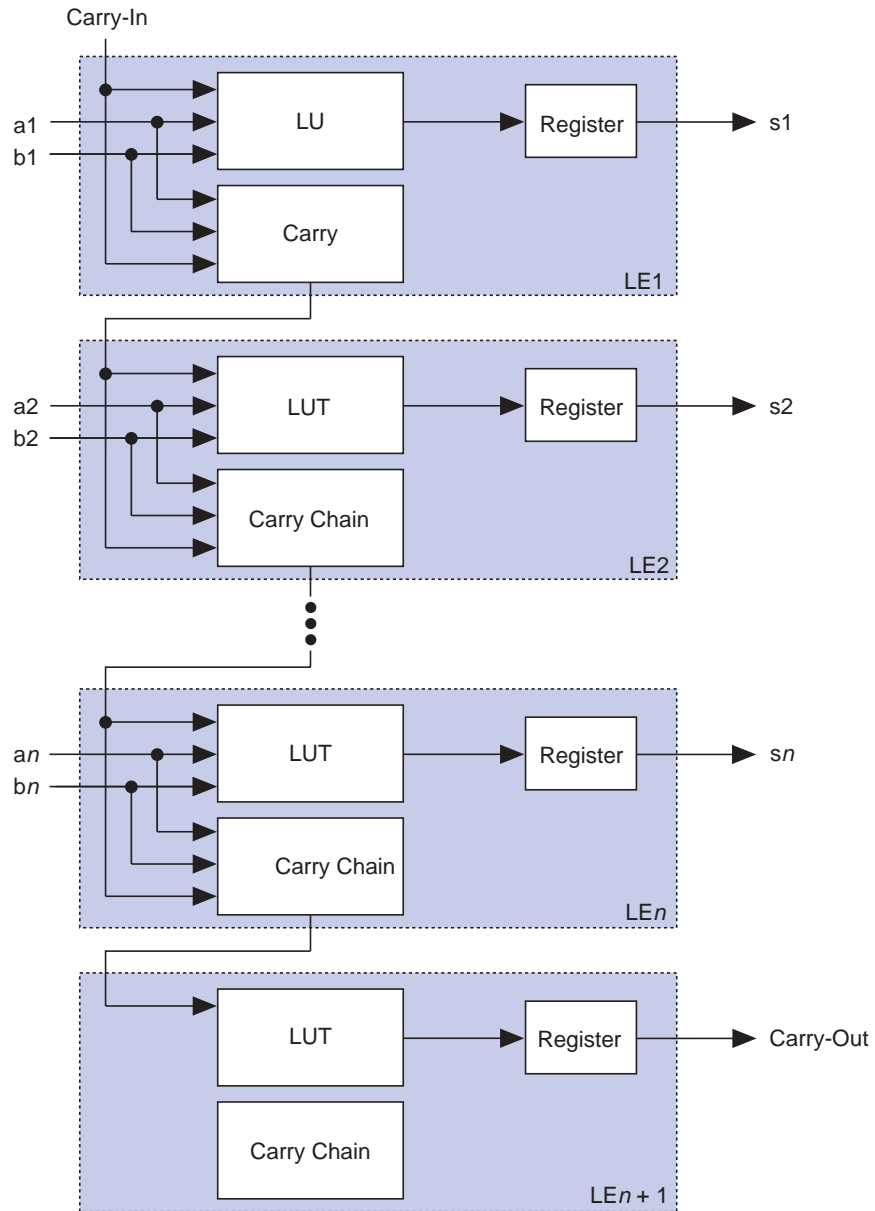 Carry-In
a1
b1
LU
Register
s1
Carry
LE1
a2
b2
LUT
Register
s2
Carry Chain
LE2
an
bn
LUT
Register
sn
Carry Chain
LEn
LUT
Register
Carry-Out
Carry Chain
LEn + 1